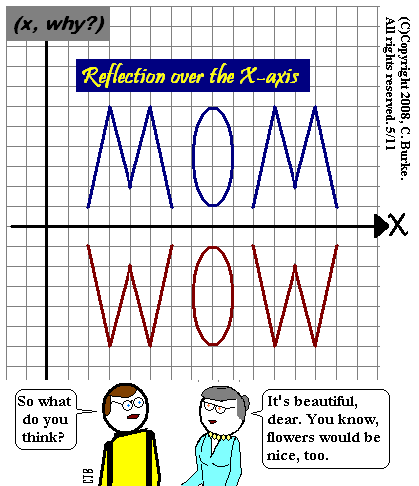 (x, why?)
(C)Copyright 2008, C. Burke.
All rights reserved. 5/11
Reflection over the X-axis
MOM
X
WOW
So what
do you
think?
It's beautiful,
dear. You know,
flowers would be
nice, too.
CJB